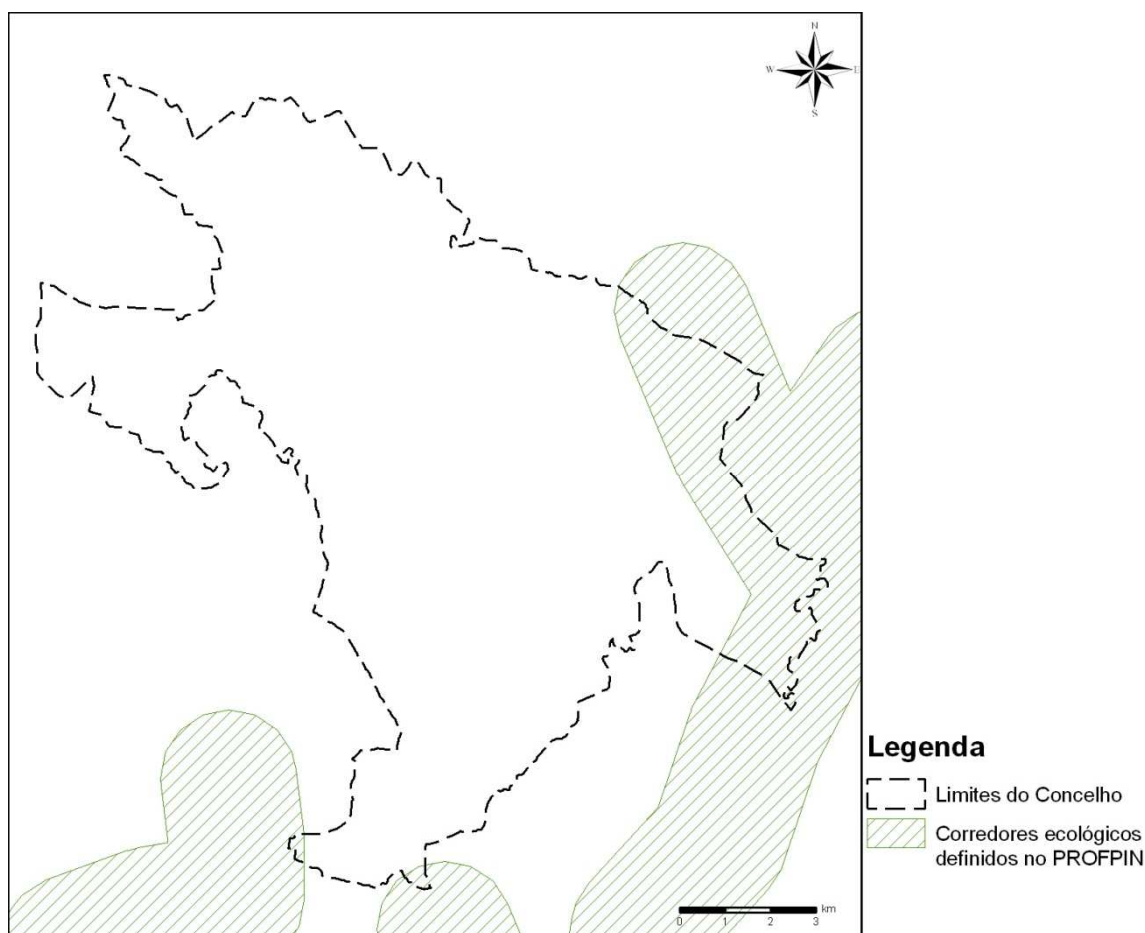 N
W E
S
Legenda
Limites do Concelho
Corredores ecológicos
definidos no PROFPIN
km
0 1 2 3